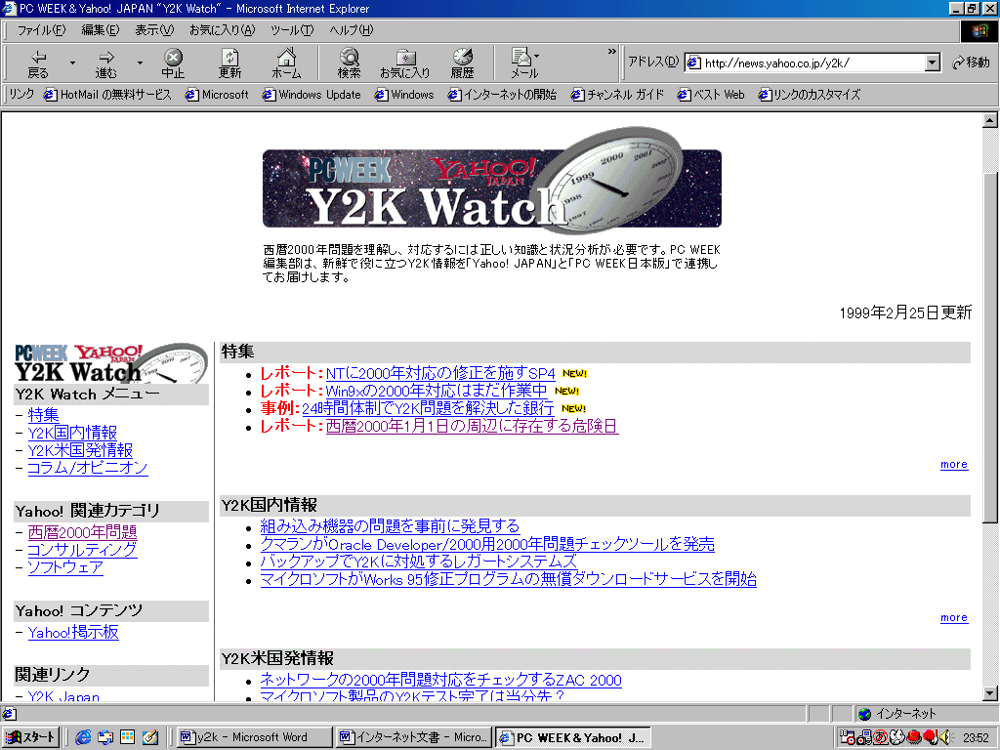 PC WEEK＆Yahoo! JAPAN "Y2K Watch" - Microsoft Internet Explorer
ファイル(F) 編集(E) 表示(V) お気に入り(A) ツール(T) ヘルプ(H)
戻る 進む 中止 更新 ホーム 検索 お気に入り 履歴 メール » アドレス(D) http://news.yahoo.co.jp/y2k/ 移動
リンク HotMail の無料サービス Microsoft Windows Update Windows インターネットの開始 チャンネル ガイド ベスト Web リンクのカスタマイズ
PCWEEK YAHOO! JAPAN
Y2K Watch
1997 1998 1999 2000 2001
西暦2000年問題を理解し、対応するには正しい知識と状況分析が必要です。PC WEEK
編集部は、新鮮で役に立つY2K情報を「Yahoo! JAPAN」と「PC WEEK日本版」で連携し
てお届けします。
1999年2月25日更新
PCWEEK YAHOO! JAPAN
Y2K Watch
Y2K Watch メニュー
- 特集
- Y2K国内情報
- Y2K米国発情報
- コラム/オピニオン
Yahoo! 関連カテゴリ
- 西暦2000年問題
- コンサルティング
- ソフトウェア
Yahoo! コンテンツ
- Yahoo!掲示板
関連リンク
- Y2K Japan
特集
• レポート：NTに2000年対応の修正を施すSP4 NEW!
• レポート：Win9xの2000年対応はまだ作業中 NEW!
• 事例：24時間体制でY2K問題を解決した銀行 NEW!
• レポート：西暦2000年1月1日の周辺に存在する危険日
more
Y2K国内情報
• 組み込み機器の問題を事前に発見する
• クマランがOracle Developer/2000用2000年問題チェックツールを発売
• バックアップでY2Kに対処するレガートシステムズ
• マイクロソフトがWorks 95修正プログラムの無償ダウンロードサービスを開始
more
Y2K米国発情報
• ネットワークの2000年問題対応をチェックするZAC 2000
• マイクロソフト製品のY2Kテスト完了は当分先？
インターネット
スタート y2k - Microsoft Word インターネット文書 - Micro... PC WEEK＆Yahoo! J... 23:52